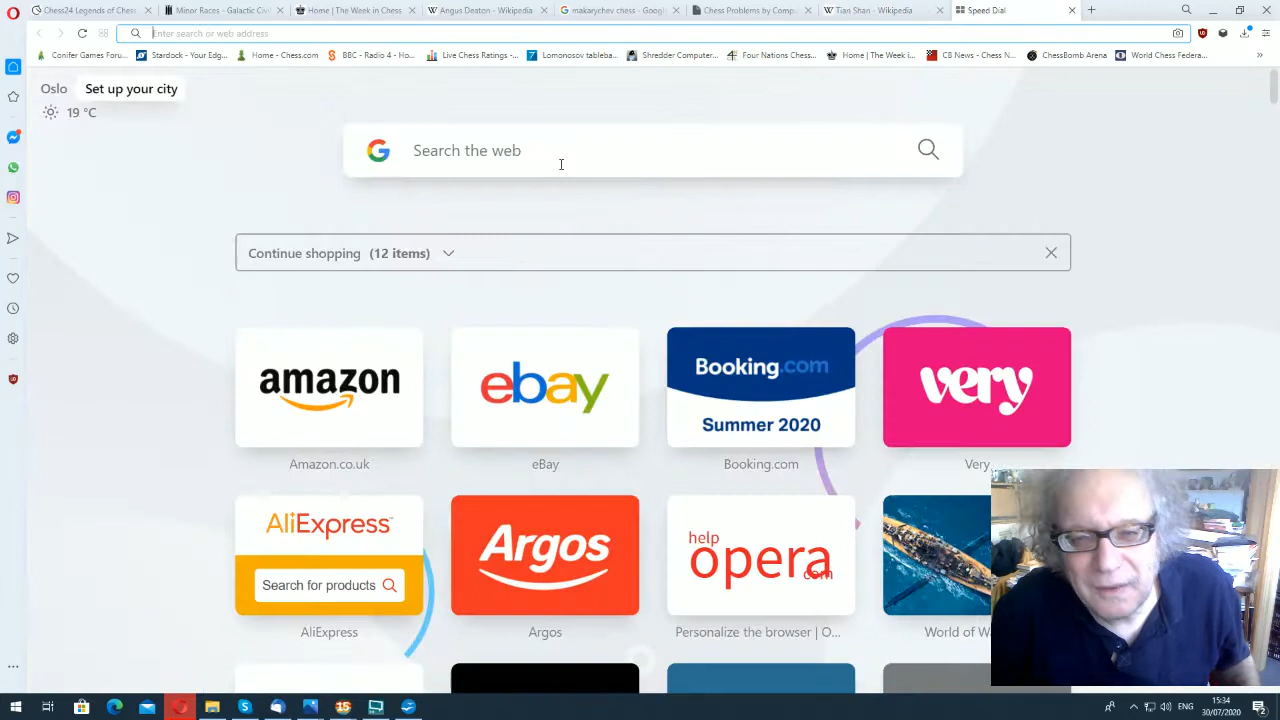 Chess24 Legends of Chess
Minor Races - Galactic Civi
Home | The Week in Chess
Angus Deaton - Wikipedia
makarychev chess - Googl
Chess Problems by Compu
Tian Shan - Wikipedia
Speed Dial
Enter search or web address
Conifer Games Foru...
Stardock - Your Edg...
Home - Chess.com
BBC - Radio 4 - Ho...
Live Chess Ratings -...
Lomonosov tableba...
Shredder Computer...
Four Nations Chess...
Home | The Week i...
CB News - Chess N...
ChessBomb Arena
World Chess Federa...
Oslo
Set up your city
19 °C
Search the web
Continue shopping (12 items)
amazon
ebay
Booking.com
Summer 2020
very
Amazon.co.uk
eBay
Booking.com
Very
AliExpress
Search for products
Argos
help
opera
com
AliExpress
Argos
Personalize the browser | O...
World of W
ENG
15:34
30/07/2020
2